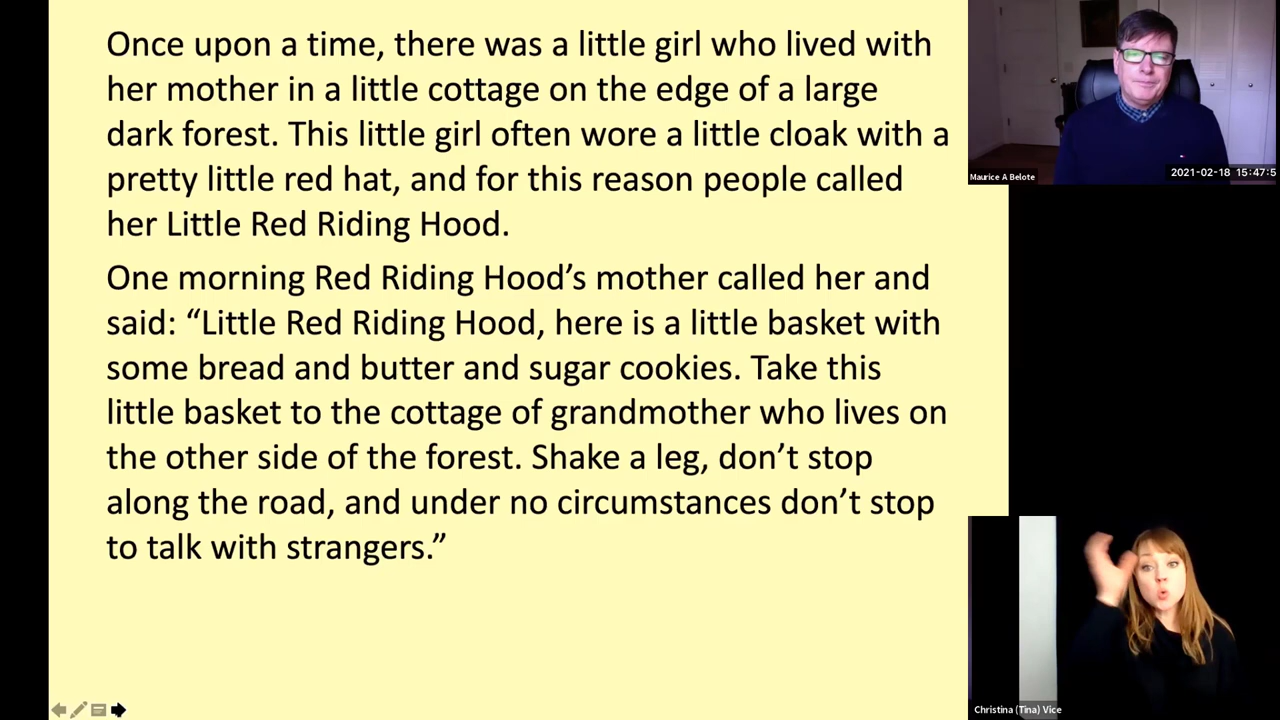 Once upon a time, there was a little girl who lived with
her mother in a little cottage on the edge of a large
dark forest. This little girl often wore a little cloak with a
pretty little red hat, and for this reason people called
her Little Red Riding Hood.
One morning Red Riding Hood’s mother called her and
said: “Little Red Riding Hood, here is a little basket with
some bread and butter and sugar cookies. Take this
little basket to the cottage of grandmother who lives on
the other side of the forest. Shake a leg, don’t stop
along the road, and under no circumstances don’t stop
to talk with strangers.”
Maurice A Belote
2021-02-18 15:47:5
Christina (Tina) Vice